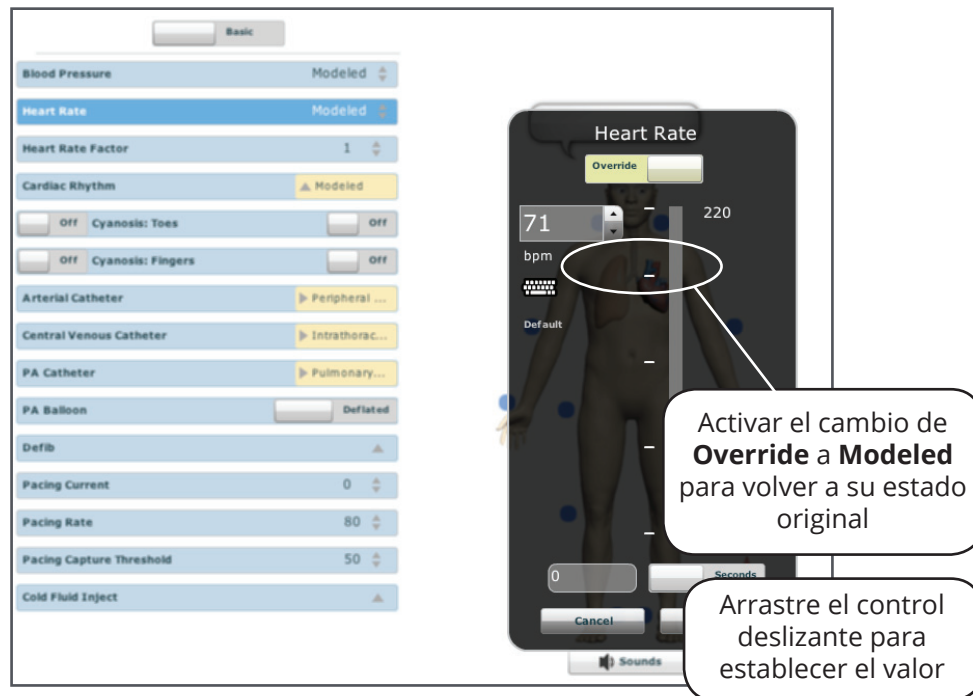 Basic
Blood Pressure Modeled
Heart Rate Modeled
Heart Rate Factor 1
Cardiac Rhythm Modeled
Off Cyanosis: Toes Off
Off Cyanosis: Fingers Off
Arterial Catheter Peripheral ...
Central Venous Catheter Intrathorac...
PA Catheter Pulmonary...
PA Balloon Deflated
Defib
Pacing Current 0
Pacing Rate 80
Pacing Capture Threshold 50
Cold Fluid Inject
Heart Rate
Override
71
220
bpm
Default
0 Seconds
Cancel
Sounds
Activar el cambio de
Override a Modeled
para volver a su estado
original
Arrastre el control
deslizante para
establecer el valor